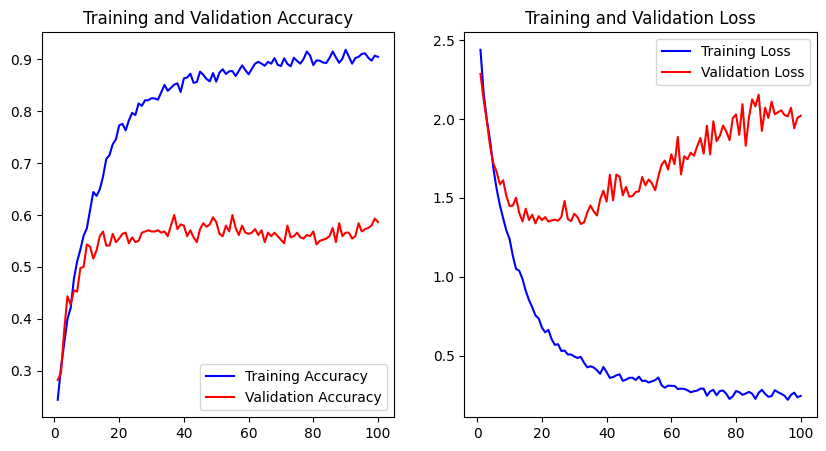 Training and Validation Accuracy
0.9
0.8
0.7
0.6
0.5
0.4
0.3
0 20 40 60 80 100
Training Accuracy
Validation Accuracy
Training and Validation Loss
2.5
2.0
1.5
1.0
0.5
0 20 40 60 80 100
Training Loss
Validation Loss